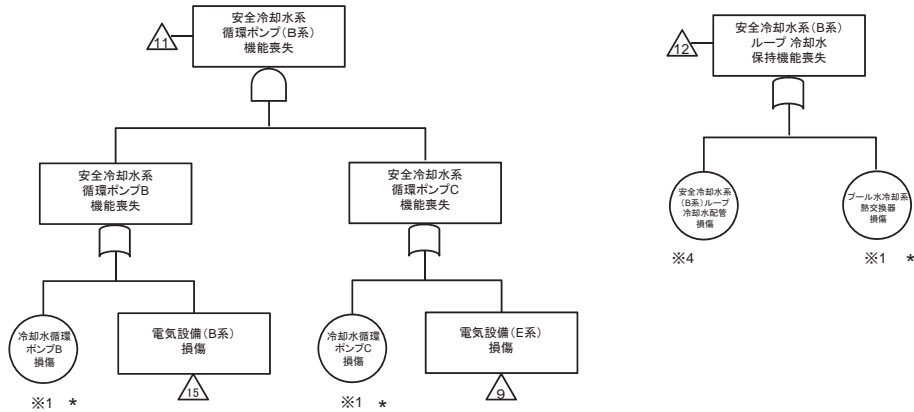 安全冷却水系
循環ポンプ(B系)
機能喪失
11
安全冷却水系
循環ポンプB
機能喪失
安全冷却水系
循環ポンプC
機能喪失
冷却水循環
ポンプB
損傷
※1 *
電気設備(B系)
損傷
15
冷却水循環
ポンプC
損傷
※1 *
電気設備(E系)
損傷
9
安全冷却水系(B系)
ループ 冷却水
保持機能喪失
12
安全冷却水系
(B系)ループ
冷却水配管
損傷
※4
プール水冷却系
熱交換器
損傷
※1 *